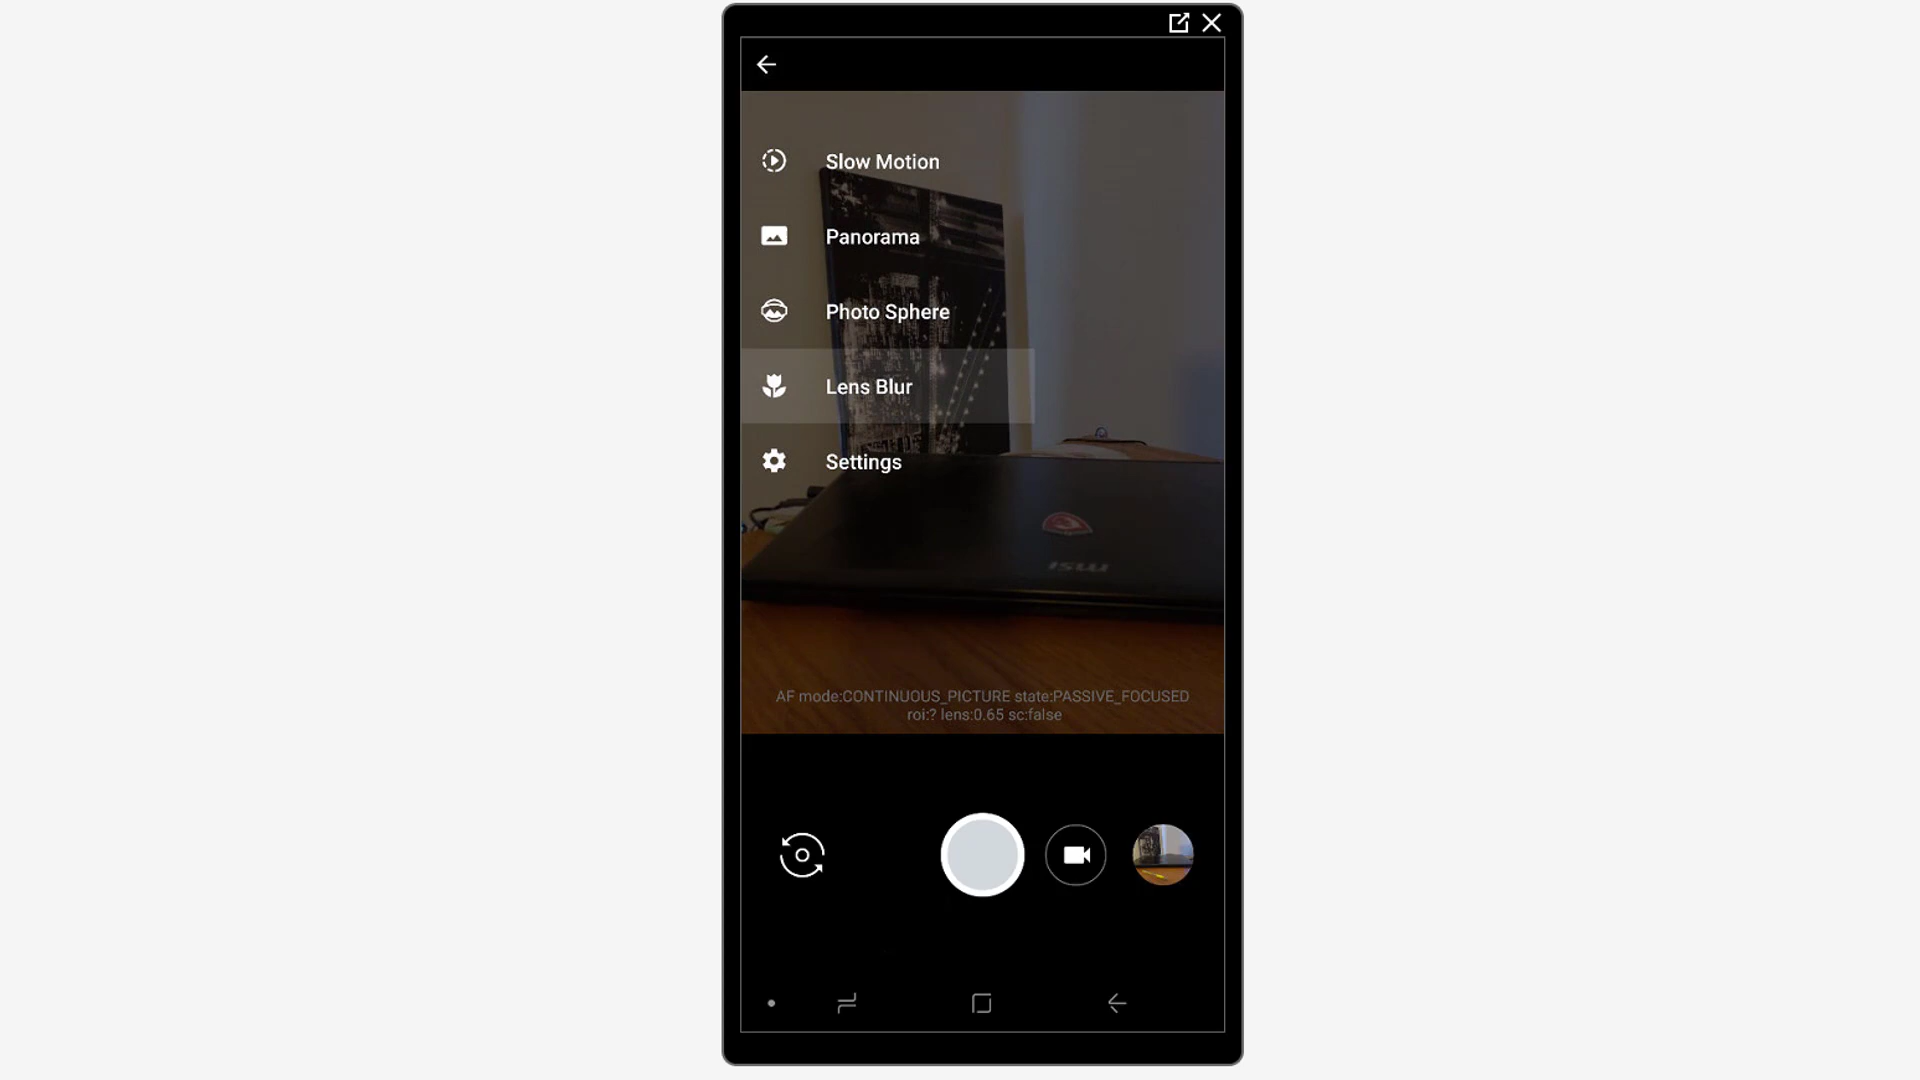 Slow Motion
Panorama
Photo Sphere
Lens Blur
Settings
msi
AF mode:CONTINUOUS_PICTURE state:PASSIVE_FOCUSED
roi:? lens:0.65 sc:false